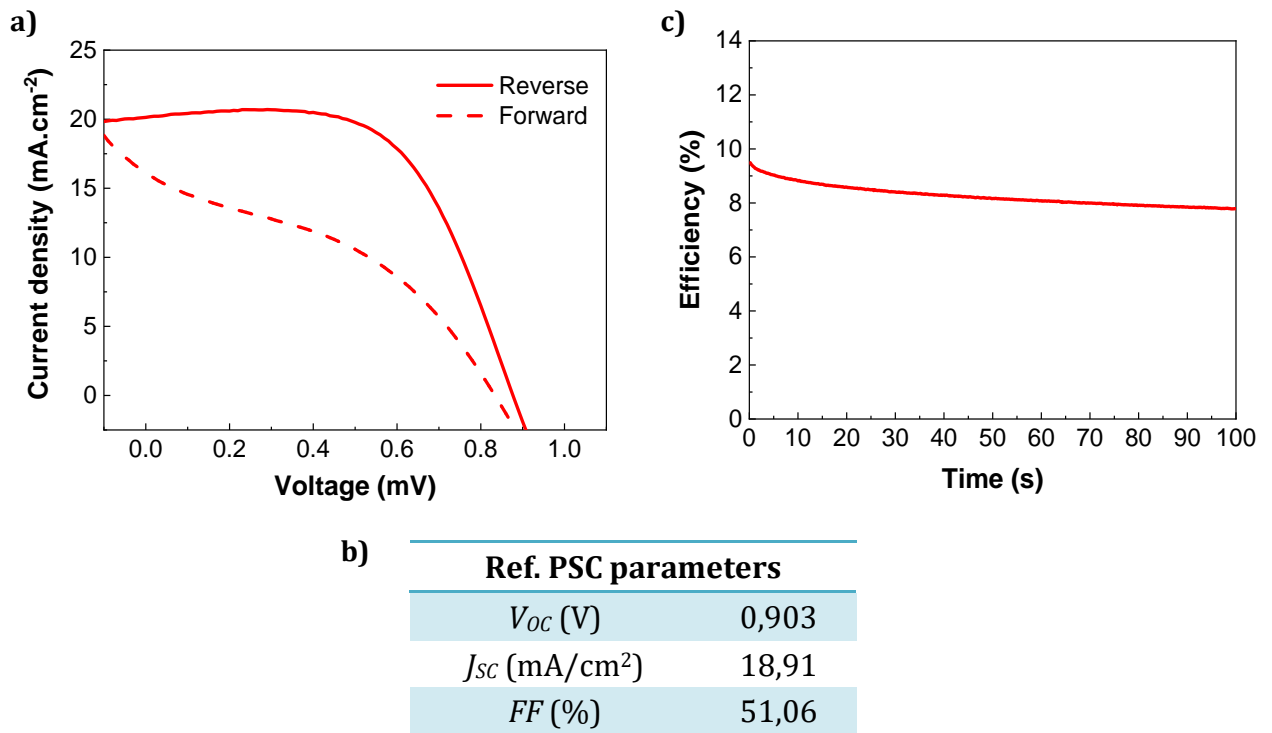 a)
25
20
15
10
5
0
Current density (mA.cm-2)
0.0 0.2 0.4 0.6 0.8 1.0
Voltage (mV)
Reverse
Forward
c)
14
12
10
8
6
4
2
0
Efficiency (%)
0 10 20 30 40 50 60 70 80 90 100
Time (s)
b)
Ref. PSC parameters
VOC (V) 0,903
JSC (mA/cm²) 18,91
FF (%) 51,06